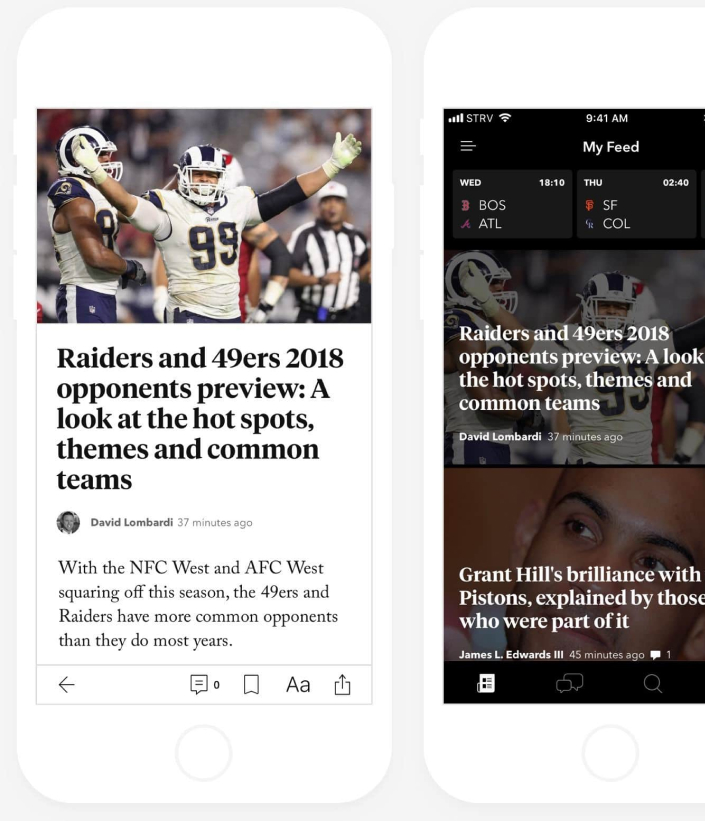 99
Raiders and 49ers 2018
opponents preview: A
look at the hot spots,
themes and common
teams
David Lombardi 37 minutes ago
With the NFC West and AFC West
squaring off this season, the 49ers and
Raiders have more common opponents
than they do most years.
0
Aa
STRV
9:41 AM
My Feed
WED 18:10
BOS
ATL
THU 02:40
SF
COL
Raiders and 49ers 2018
opponents preview: A look
the hot spots, themes and
common teams
David Lombardi 37 minutes ago
Grant Hill's brilliance with
Pistons, explained by those
who were part of it
James L. Edwards III 45 minutes ago 1